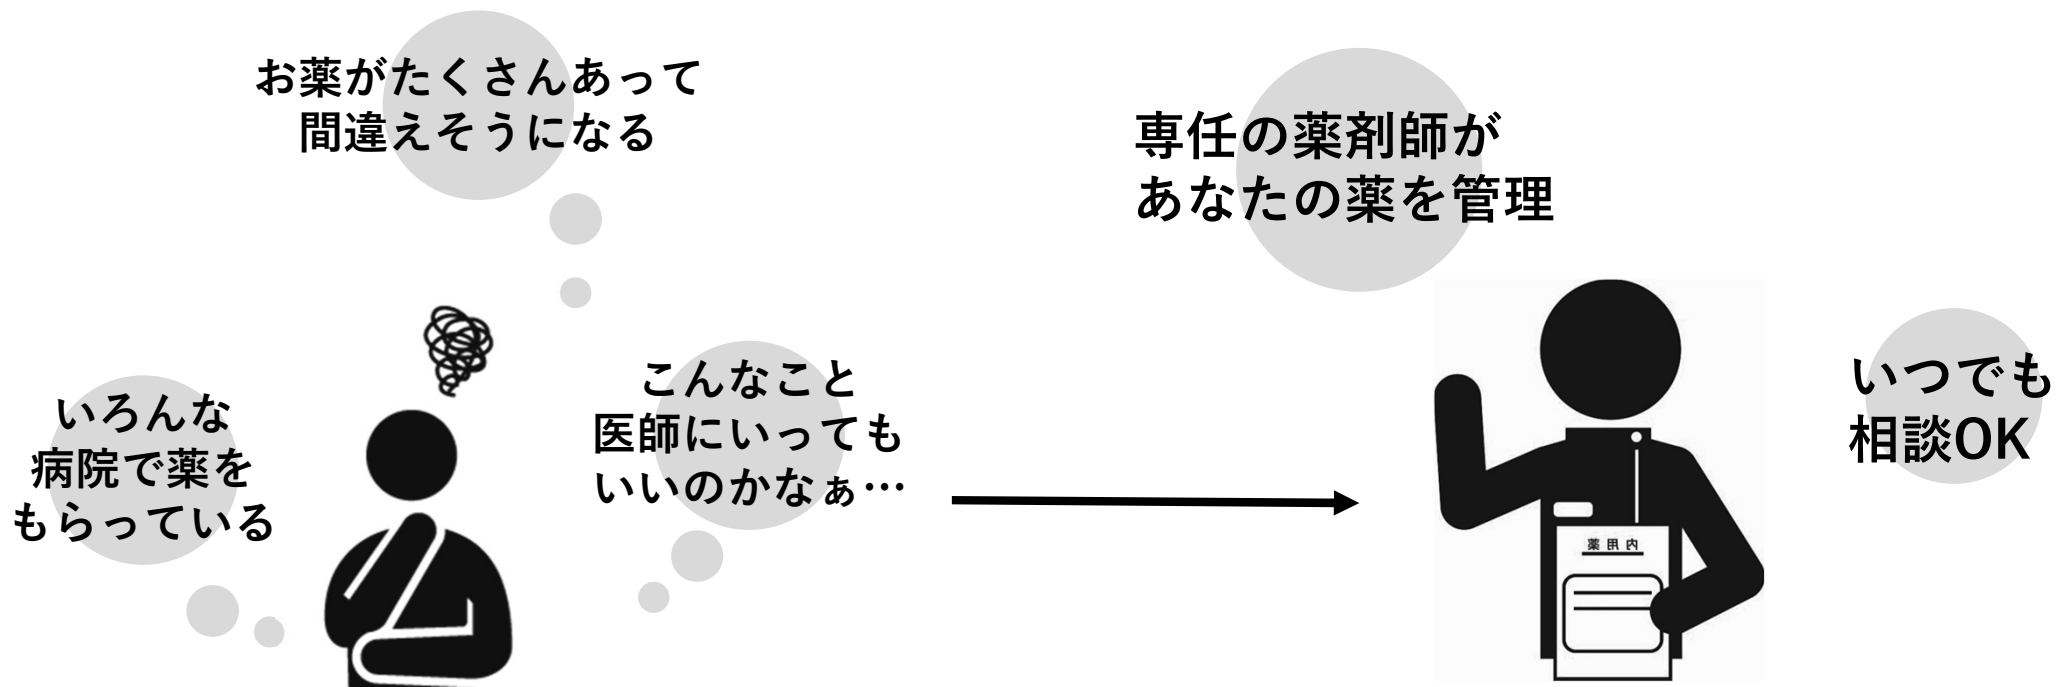 お薬がたくさんあって
間違えそうになる
いろんな
病院で薬を
もらっている
こんなこと
医師にいっても
いいのかなぁ…
専任の薬剤師が
あなたの薬を管理
いつでも
相談OK
内用薬